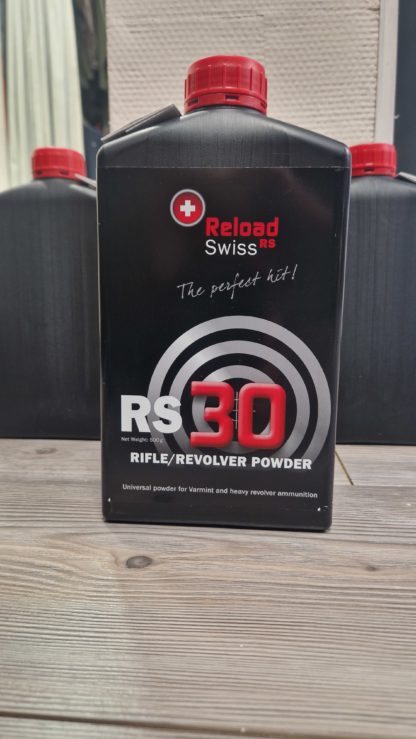 Reload
Swiss RS
The perfect hit!
RS 30
Net Weight: 500 g
RIFLE/REVOLVER POWDER
Universal powder for Varmint and heavy revolver ammunition